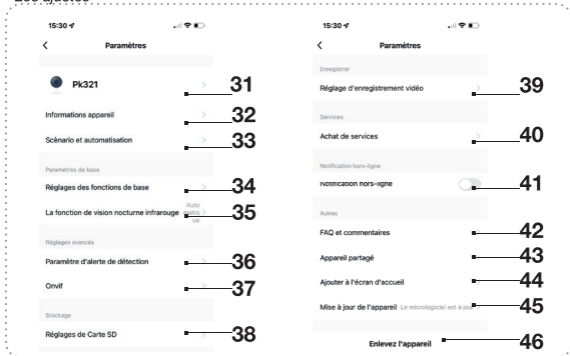 Les ajustes
15:30
Paramètres
Pk321
31
Informations appareil
32
Scénario et automatisation
33
Paramètres de base
Réglages des fonctions de base
34
La fonction de vision nocturne infrarouge
Auto
matiq
ue
35
Réglages avancés
Paramètre d'alerte de détection
36
Onvif
37
Stockage
Réglages de Carte SD
38
15:30
Paramètres
Enregistrer
Réglage d'enregistrement vidéo
39
Services
Achat de services
40
Notification hors-ligne
Notification hors-ligne
41
Autres
FAQ et commentaires
42
Appareil partagé
43
Ajouter à l'écran d'accueil
44
Mise à jour de l'appareil Le micrologiciel est à jour
45
Enlevez l'appareil
46